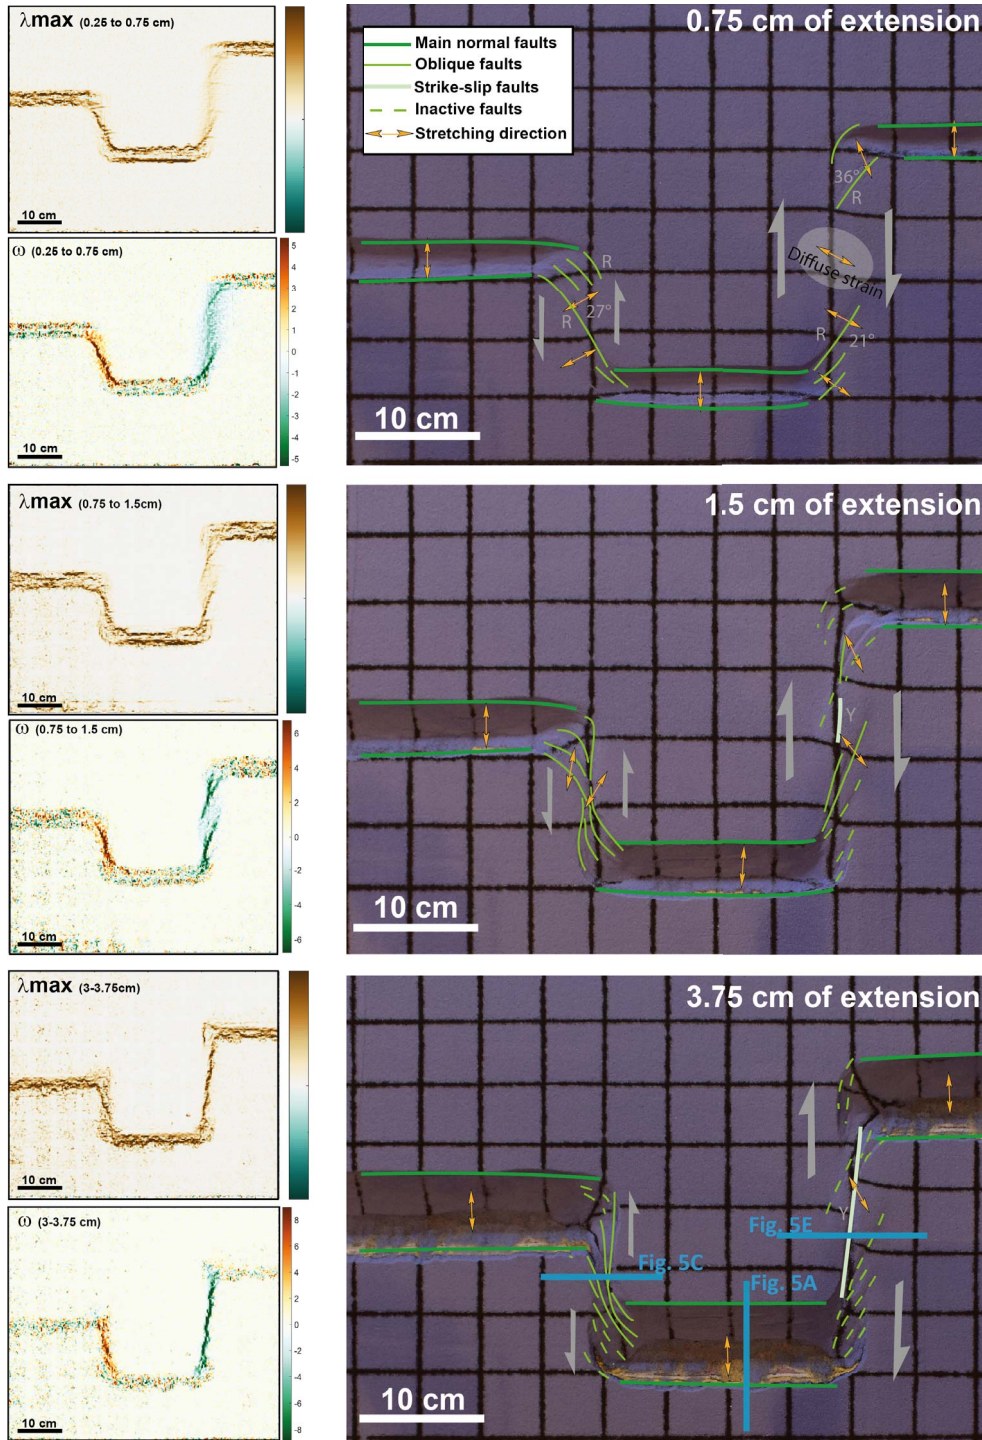 λmax (0.25 to 0.75 cm)
10 cm
ω (0.25 to 0.75 cm)
5
4
3
2
1
0
-1
-2
-3
-4
-5
10 cm
0.75 cm of extension
Main normal faults
Oblique faults
Strike-slip faults
Inactive faults
Stretching direction
36°
R
Diffuse strain
R
27°
R
R
21°
10 cm
λmax (0.75 to 1.5cm)
10 cm
ω (0.75 to 1.5 cm)
6
4
2
0
-2
-4
-6
10 cm
1.5 cm of extension
Y
10 cm
λmax (3-3.75cm)
10 cm
ω (3-3.75 cm)
8
6
4
2
0
-2
-4
-6
-8
10 cm
3.75 cm of extension
Y
Fig. 5E
Fig. 5C
Fig. 5A
10 cm